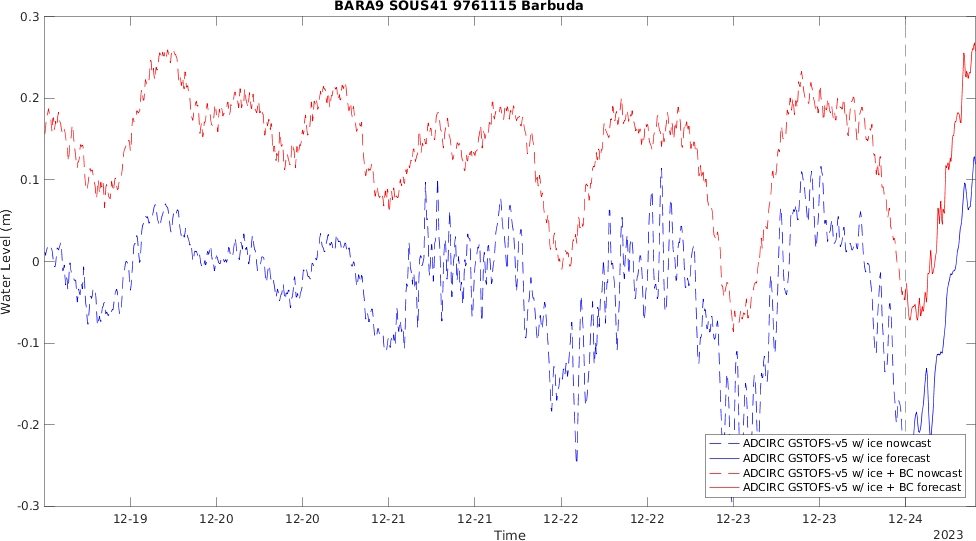 BARA9 SOUS41 9761115 Barbuda
Water Level (m)
0.3
0.2
0.1
0
-0.1
-0.2
-0.3
ADCIRC GSTOFS-v5 w/ ice nowcast
ADCIRC GSTOFS-v5 w/ ice forecast
ADCIRC GSTOFS-v5 w/ ice + BC nowcast
ADCIRC GSTOFS-v5 w/ ice + BC forecast
12-19 12-20 12-20 12-21 12-21 12-22 12-22 12-23 12-23 12-24
Time
2023